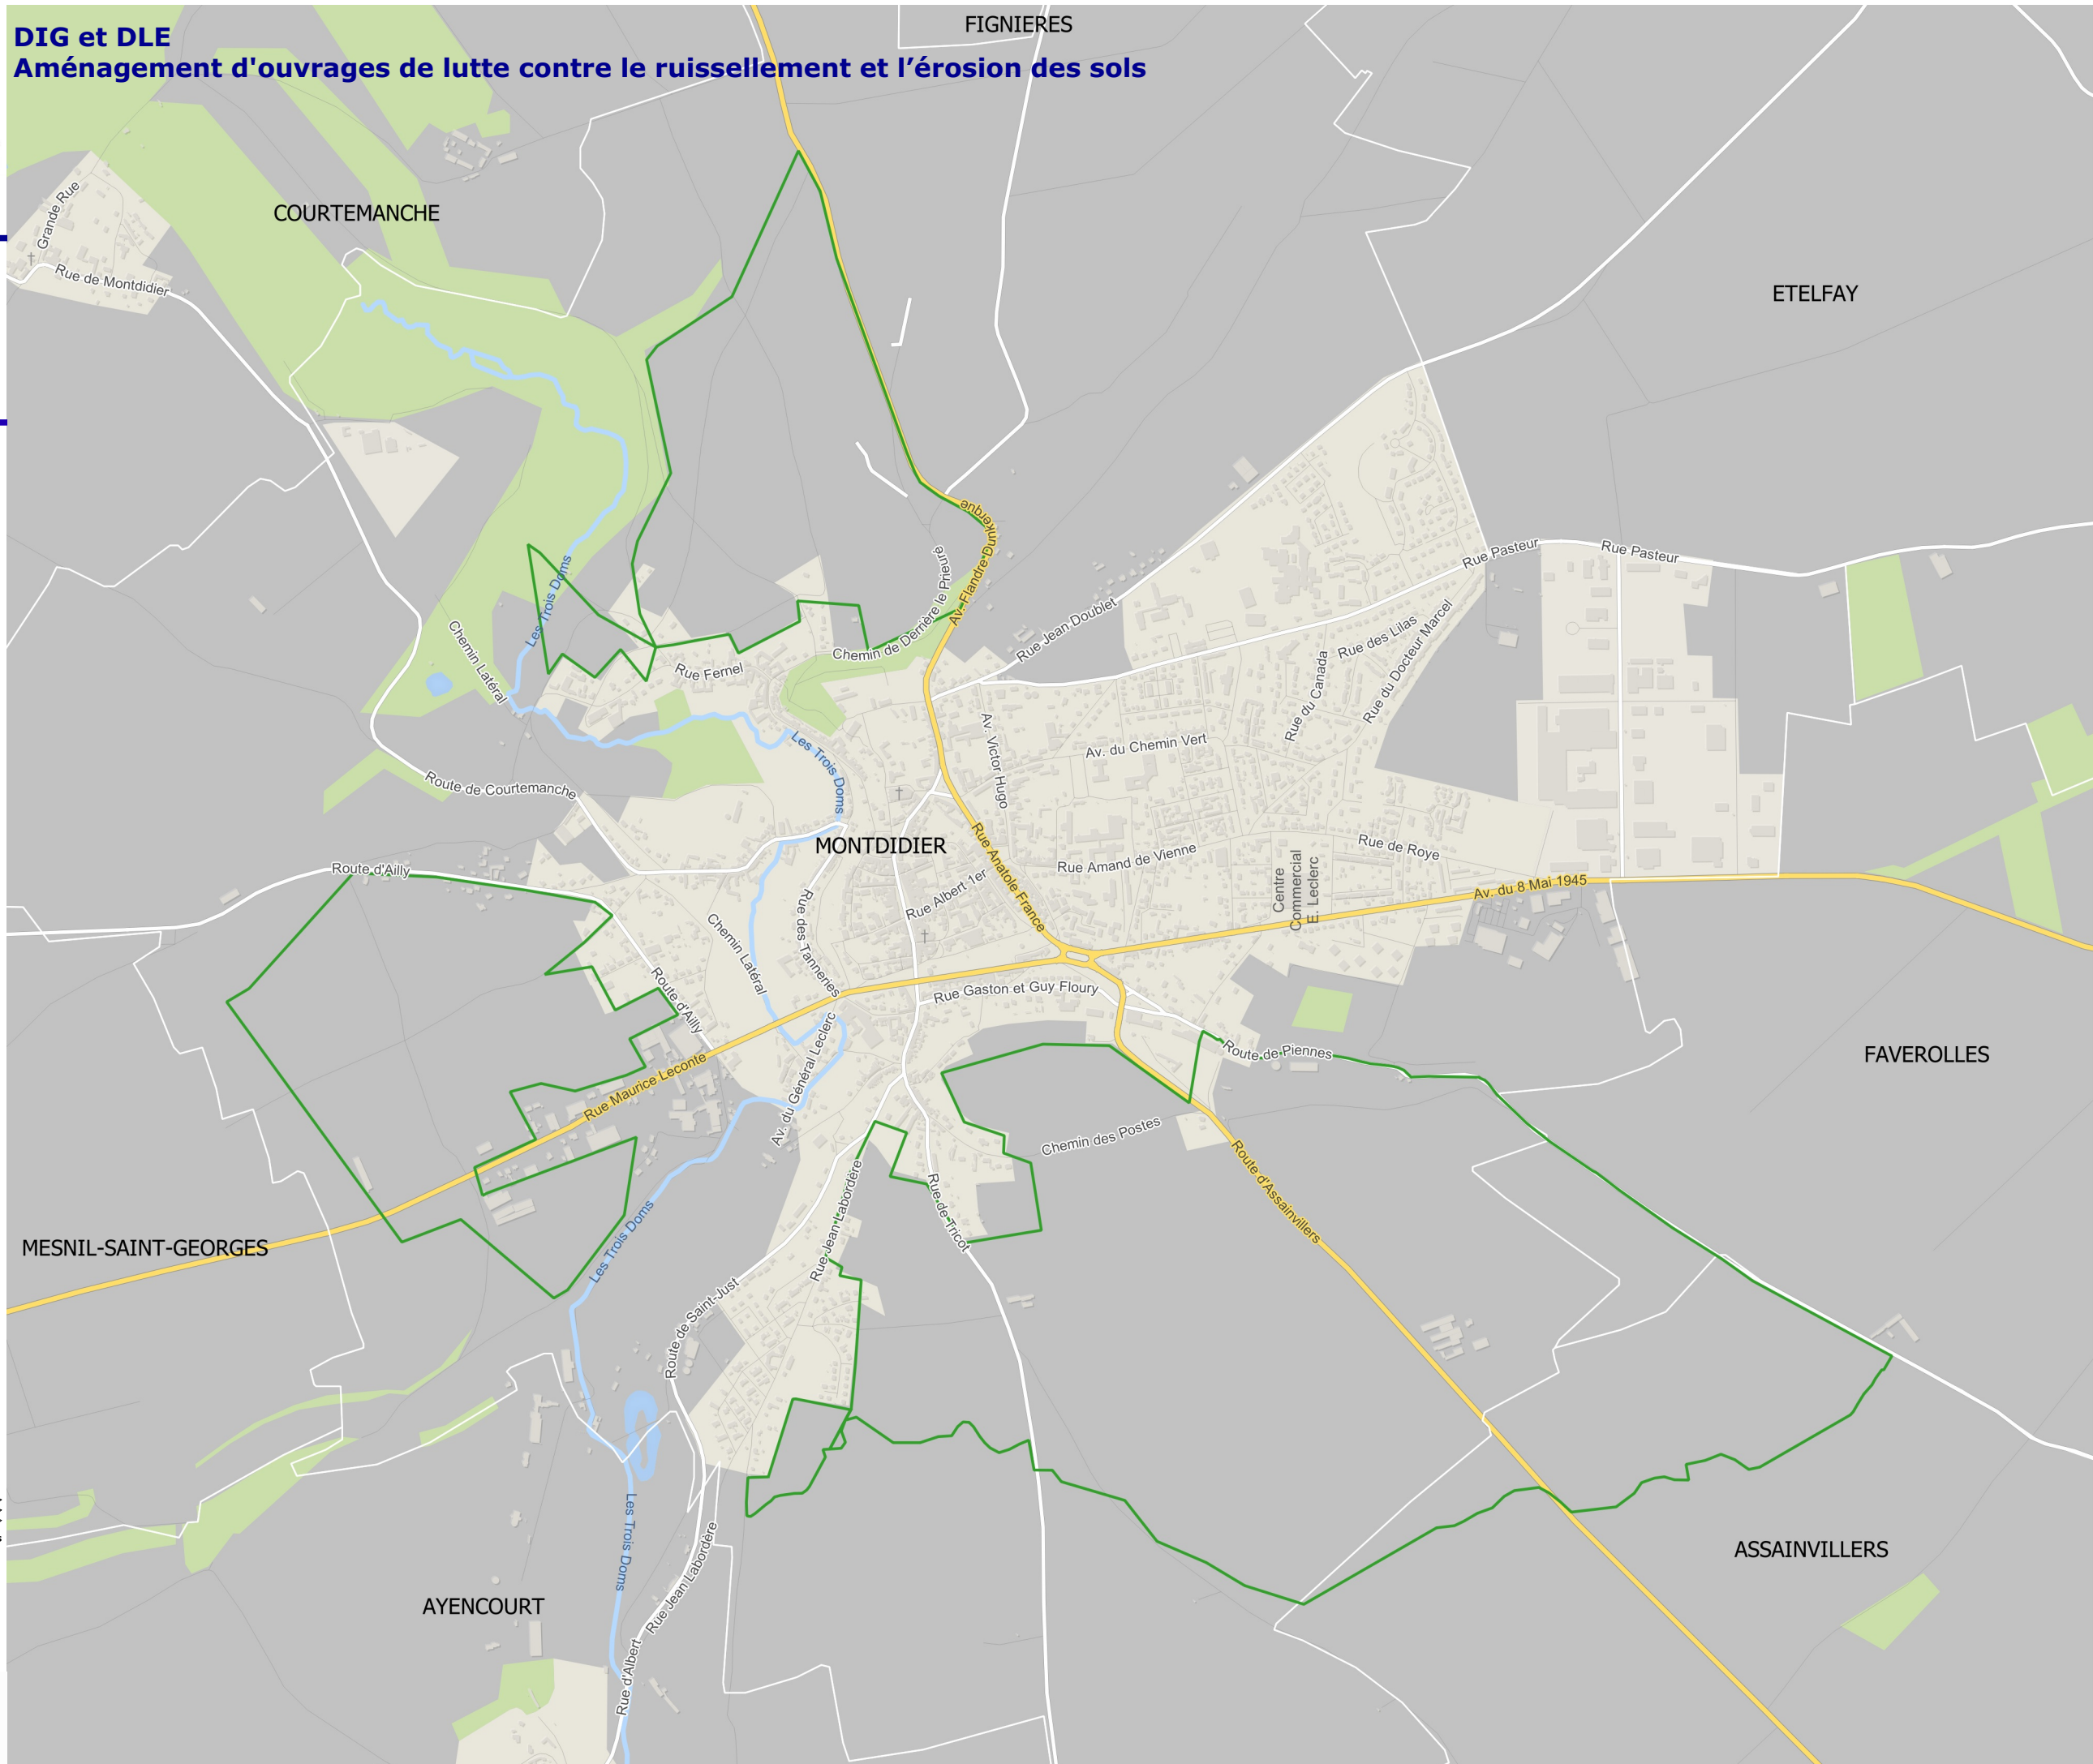 FIGNIERES
DIG et DLE
Aménagement d'ouvrages de lutte contre le ruissellement et l’érosion des sols
Grande Rue
COURTEMANCHE
Rue de Montdidier
ETELFAY
Av. Flandre Dunkerque
Rue Pasteur
Rue Pasteur
Chemin de Derrière le Prieuré
Rue Jean Doublet
Les Trois Doms
Chemin Latéral
Rue Fernel
Rue des Lilas
Rue du Docteur Marcel
Rue du Canada
Av. Victor Hugo
Av. du Chemin Vert
Les Trois Doms
Route de Courtemanche
MONTDIDIER
Rue Anatole France
Rue Amand de Vienne
Rue de Roye
Route d'Ailly
Rue Albert 1er
Rue des Tanneries
Centre
Commercial
E. Leclerc
Av. du 8 Mai 1945
Chemin Latéral
Route d'Ailly
Rue Gaston et Guy Floury
Route de Piennes
FAVEROLLES
Rue Maurice Leconte
Av. du Général Leclerc
Chemin des Postes
Route d'Assainvillers
Rue Jean Labordère
Rue de Tricot
MESNIL-SAINT-GEORGES
Les Trois Doms
Route de Saint-Just
Les Trois Doms
Rue Jean Labordère
ASSAINVILLERS
AYENCOURT
Rue d'Albert